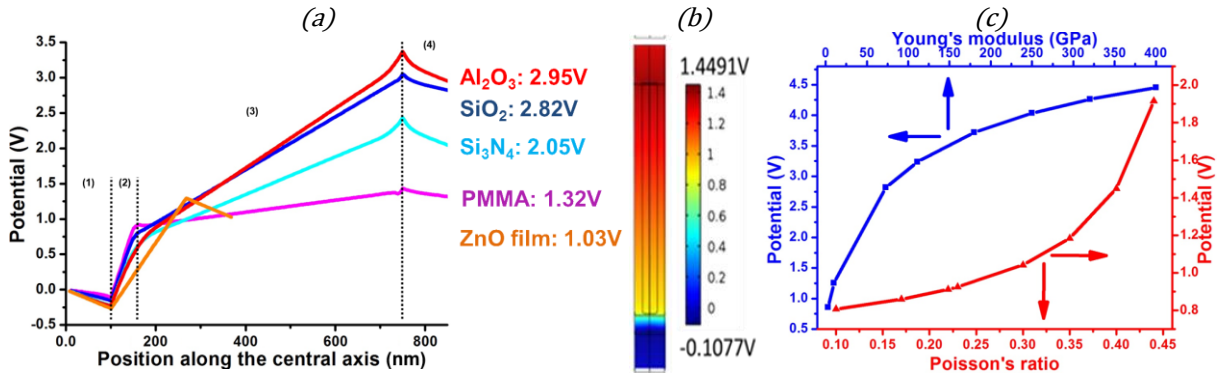 (a)
3.5
3.0
2.5
2.0
1.5
1.0
0.5
0.0
-0.5
Potential (V)
(1)
(2)
(3)
(4)
0.0
200
400
600
800
Position along the central axis (nm)
Al2O3: 2.95V
SiO2: 2.82V
Si3N4: 2.05V
PMMA: 1.32V
ZnO film: 1.03V
(b)
1.4491V
1.4
1.2
1
0.8
0.6
0.4
0.2
0
-0.1077V
(c)
Young's modulus (GPa)
0 50 100 150 200 250 300 350 400
4.5
4.0
3.5
3.0
2.5
2.0
1.5
1.0
0.5
Potential (V)
2.0
1.8
1.6
1.4
1.2
1.0
0.8
Potential (V)
0.10 0.15 0.20 0.25 0.30 0.35 0.40 0.45
Poisson's ratio